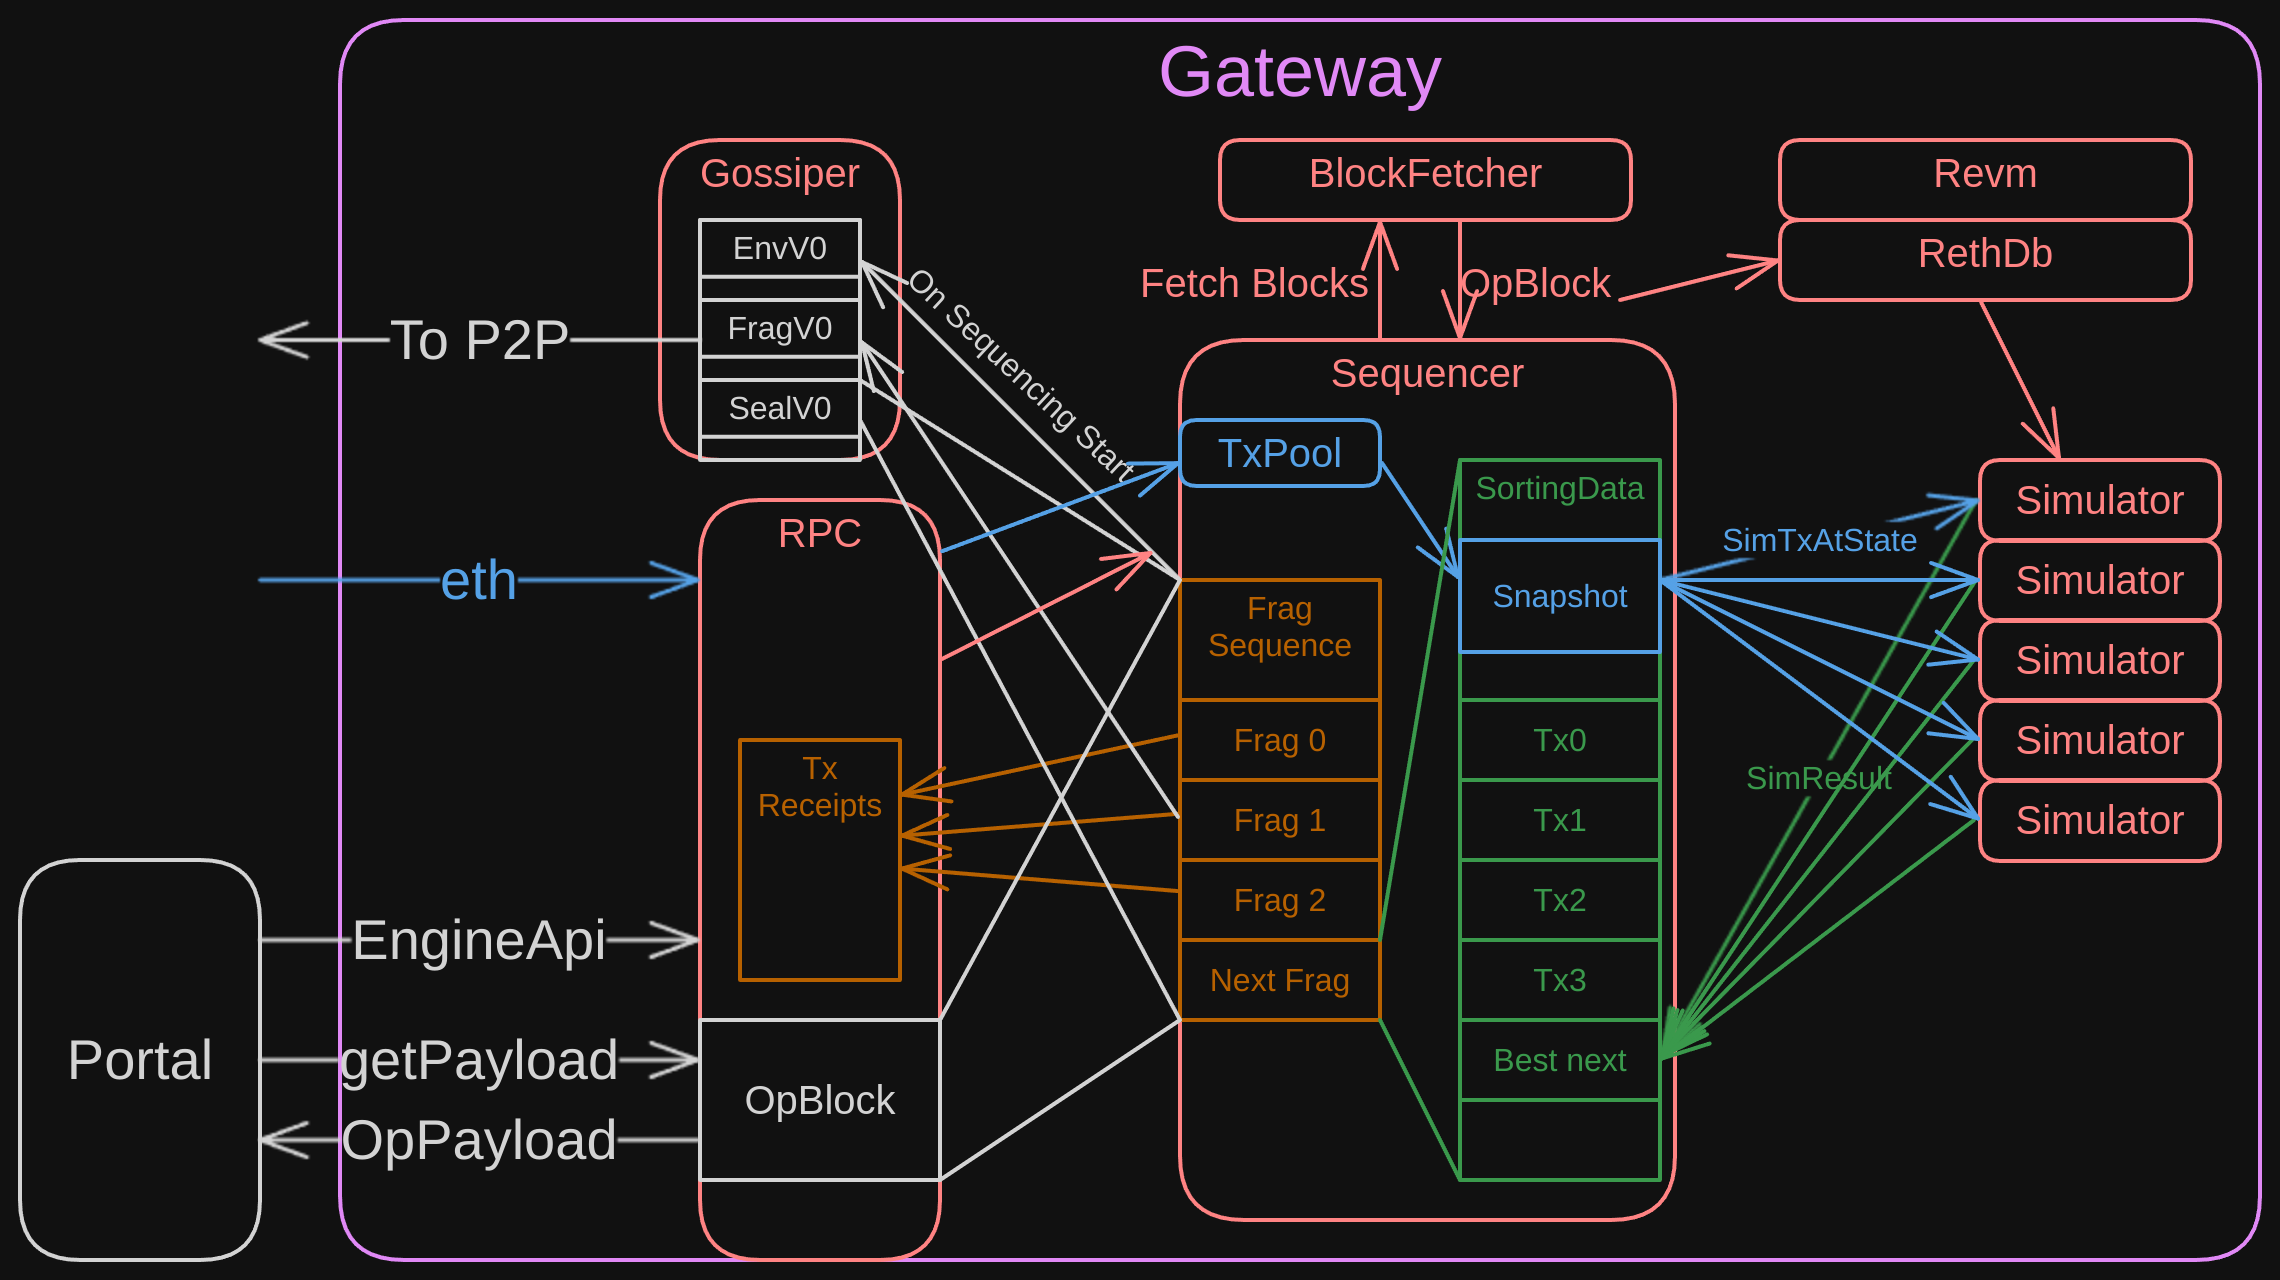 Gateway
Gossiper
BlockFetcher
Revm
EnvV0
RethDb
On Sequencing Start
Fetch Blocks
OpBlock
FragV0
To P2P
Sequencer
SealV0
TxPool
SortingData
Simulator
RPC
SimTxAtState
eth
Snapshot
Simulator
Frag
Sequence
Simulator
Tx
Receipts
Frag 0
Tx0
Simulator
SimResult
Frag 1
Tx1
Simulator
Frag 2
Tx2
EngineApi
Next Frag
Tx3
Portal
getPayload
Best next
OpBlock
OpPayload